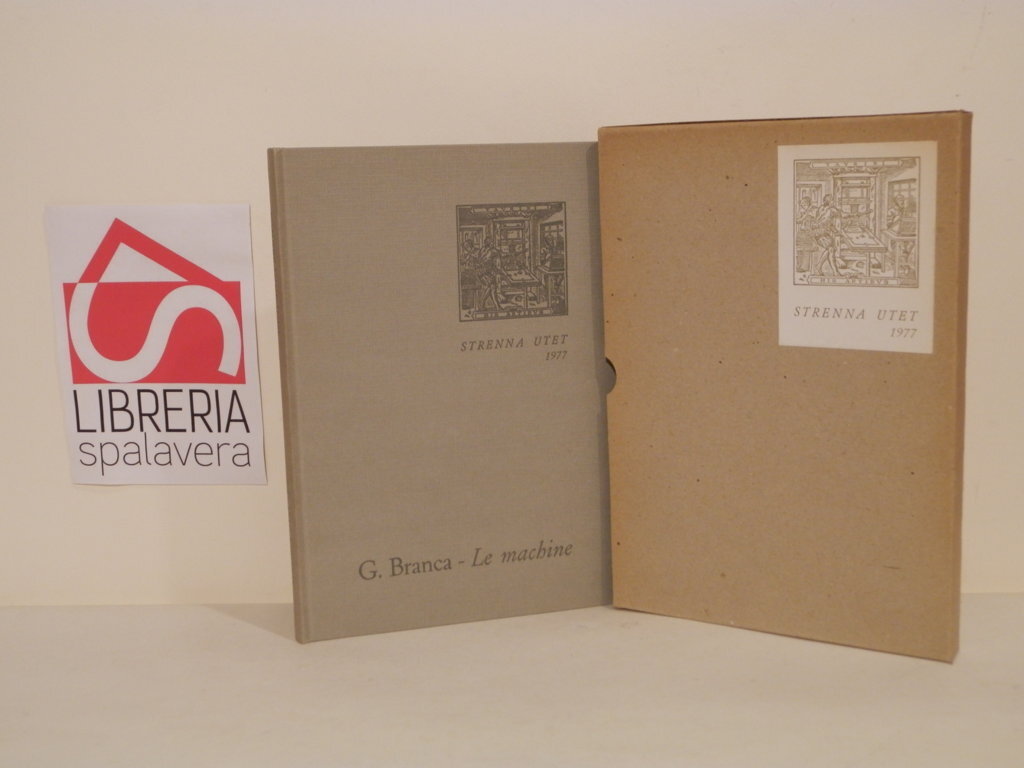 LIBRERIA
spalavera
STRENNA UTET
1977
G. Branca - Le machine
STRENNA UTET
1977